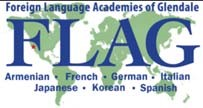 Foreign Language Academies of Glendale
FLAG
Armenian • French • German • Italian
Japanese • Korean • Spanish